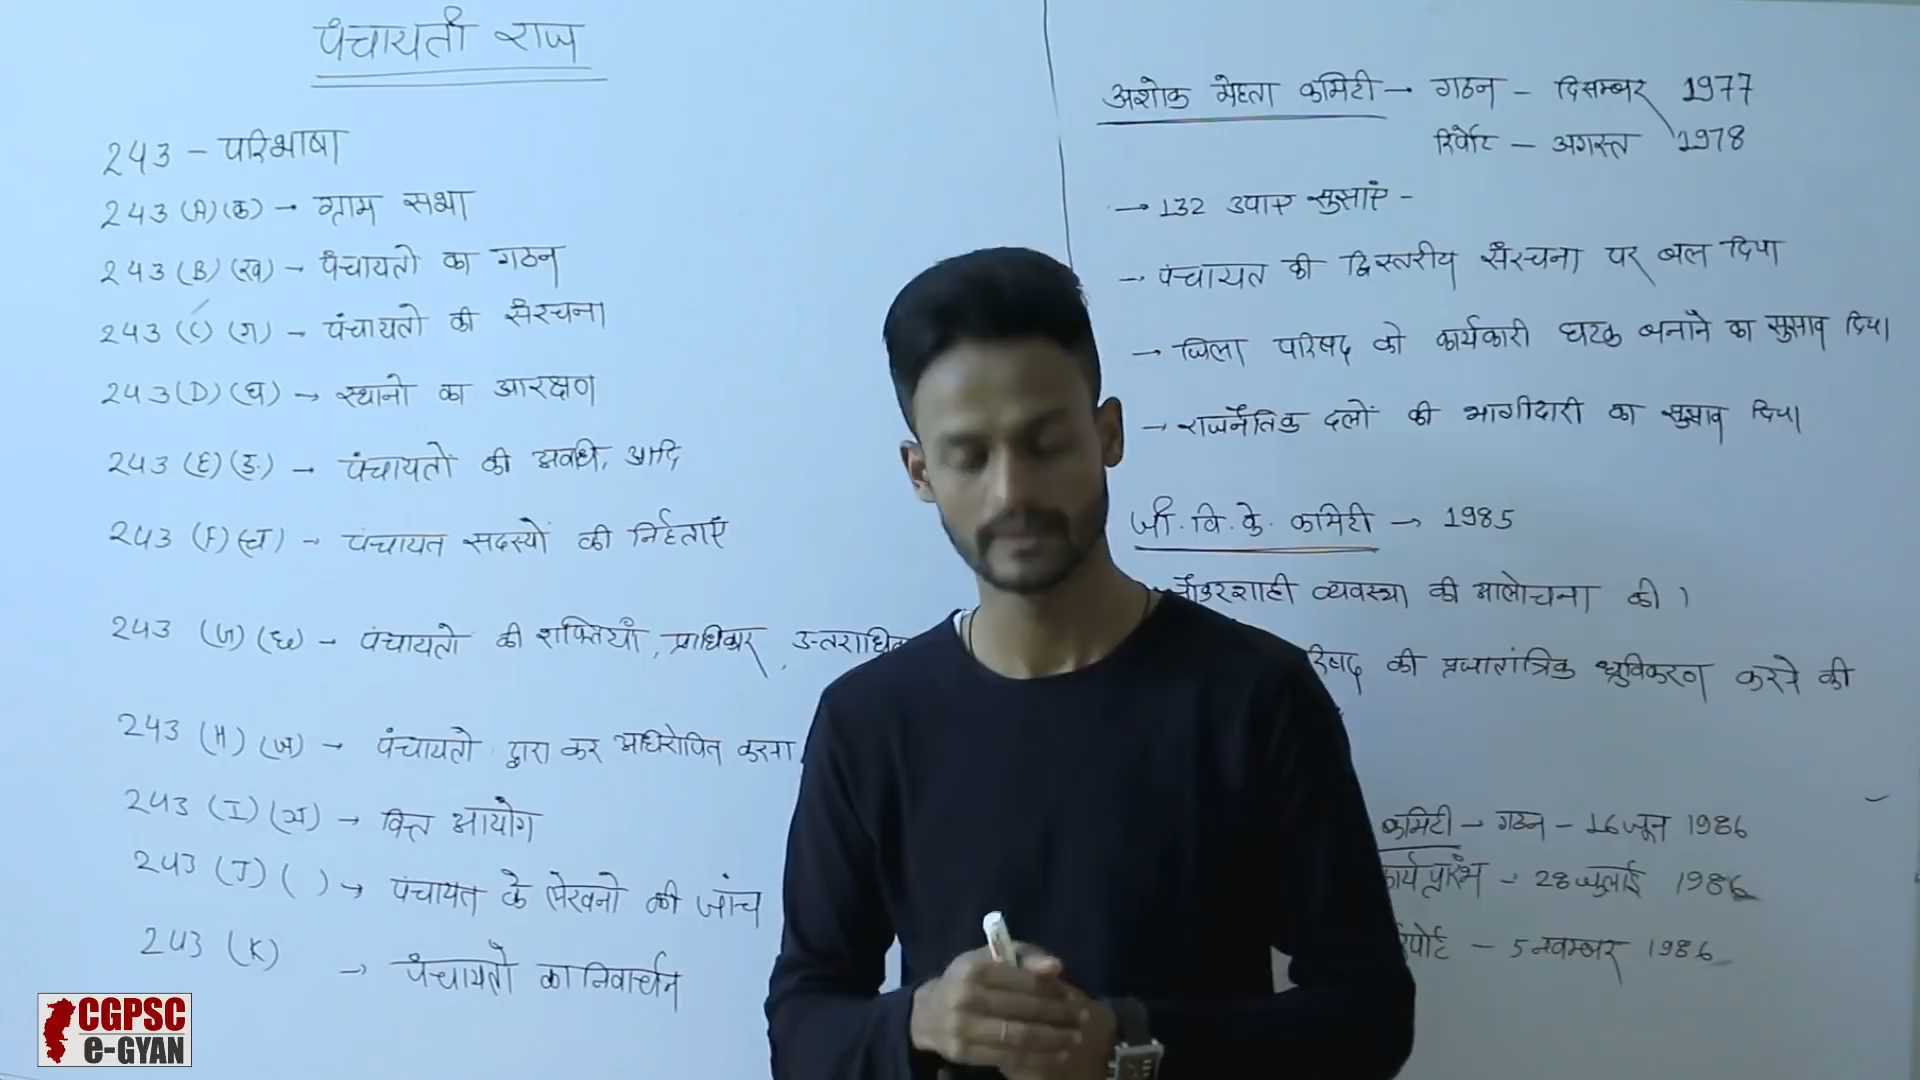 पंचायती राज
243 - परिभाषा
243 (A) (क) → ग्राम सभा
243 (B) (ख) → पंचायतो का गठन
243 (C) (ग) → पंचायतो की संरचना
243 (D) (घ) → स्थानो का आरक्षण
243 (E) (ङ) → पंचायतों की अवधि, आदि
243 (F) (च) → पंचायत सदस्यों की निर्हताएं
243 (G) (छ) → पंचायतो की शक्तियाँ, प्राधिकार,
243 (H) (ज) → पंचायतो द्वारा कर अधिरोपित करना
243 (I) (झ) → वित्त आयोग
243 (J) ( ) → पंचायत के लेखनो की जांच
243 (K) → पंचायतो का निवार्चन
अशोक मेहता कमिटी → गठन - दिसम्बर 1977
रिर्पोट - अगस्त 1978
→ 132 उपाए सुझाएं -
→ पंचायत की द्विस्तरीय संरचना पर बल दिया
→ जिला परिषद को कार्यकारी घटक बनाने का सुझाव दिया।
→ राजनैतिक दलों की भागीदारी का सुझाव दिया।
जी. वि. के. कमिटी → 1985
व्यवस्था की आलोचना की।
की प्रजातांत्रिक करने की
कमिटी → गठन - 16 जून 1986
कार्य प्रारंभ - 28 जुलाई 1986
- 5 नवम्बर 1986
CGPSC
e-GYAN